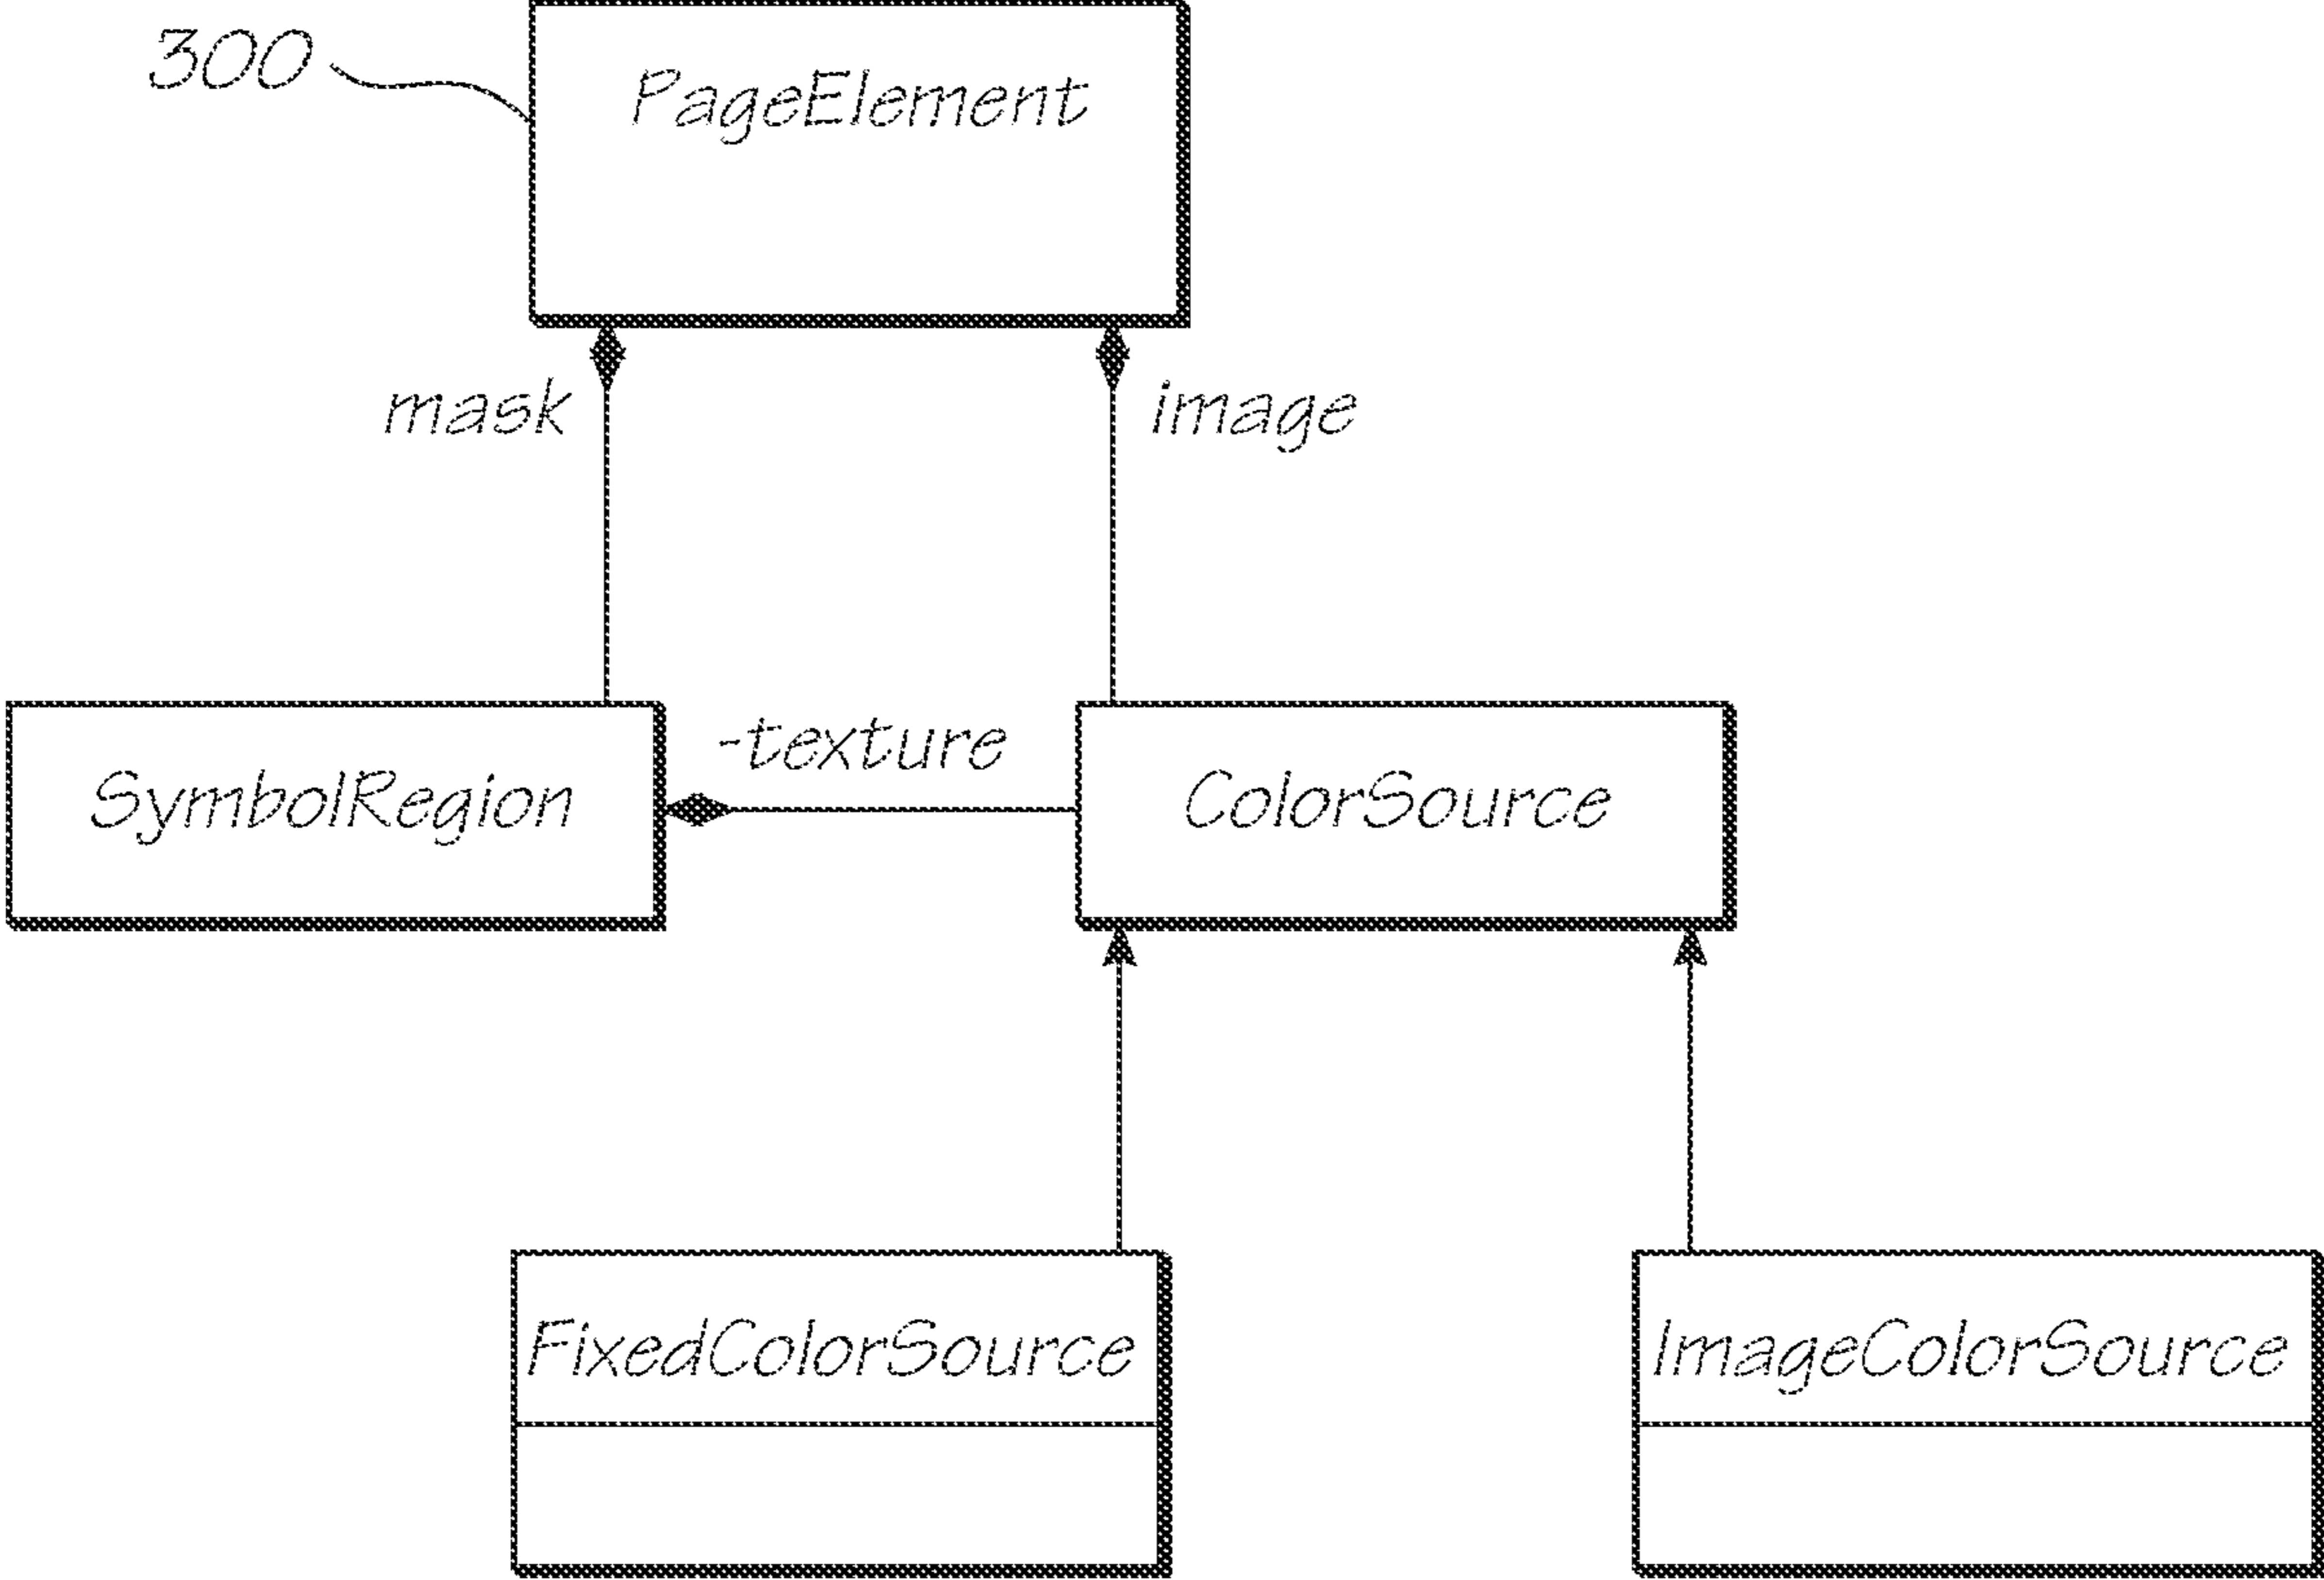 300
PageElement
mask
image
-texture
SymbolRegion
ColorSource
FixedColorSource
ImageColorSource